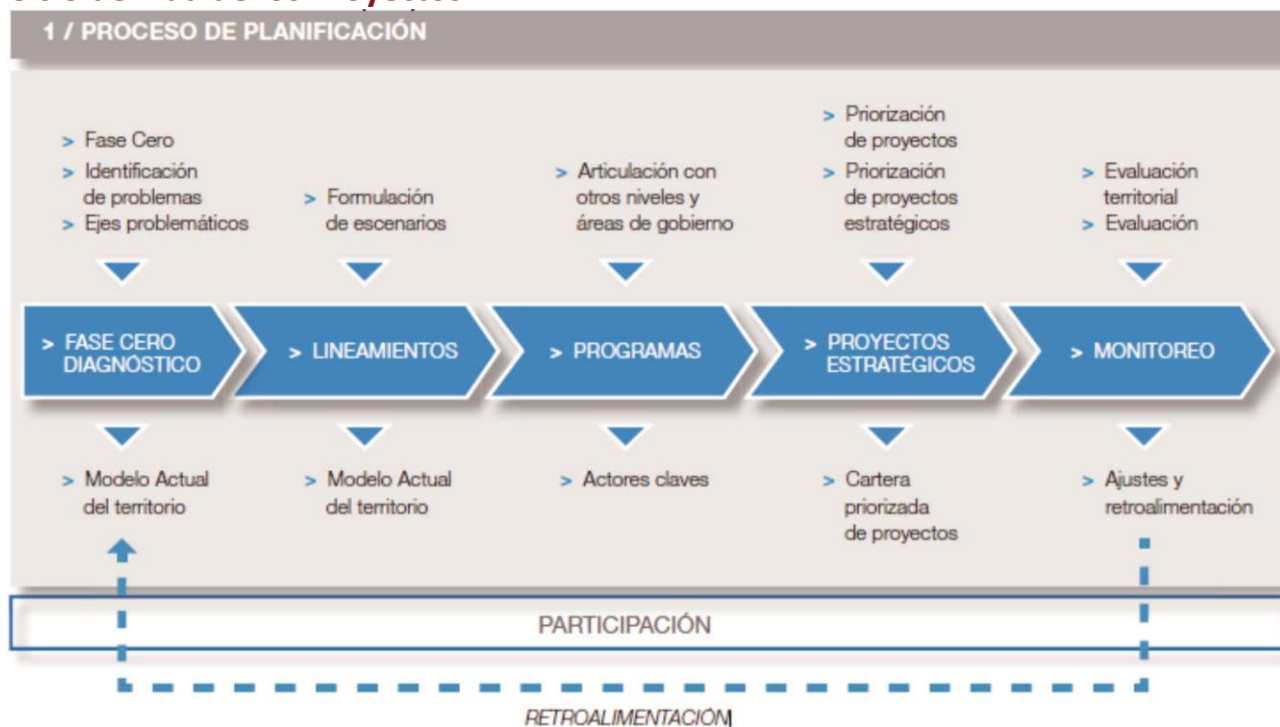 1 / PROCESO DE PLANIFICACIÓN
> Fase Cero
> Identificación
de problemas
> Ejes problemáticos
> Formulación
de escenarios
> Articulación con
otros niveles y
áreas de gobierno
> Priorización
de proyectos
> Priorización
de proyectos
estratégicos
> Evaluación
territorial
> Evaluación
> FASE CERO
DIAGNÓSTICO
> LINEAMIENTOS
> PROGRAMAS
> PROYECTOS
ESTRATÉGICOS
> MONITOREO
> Modelo Actual
del territorio
> Modelo Actual
del territorio
> Actores claves
> Cartera
priorizada
de proyectos
> Ajustes y
retroalimentación
PARTICIPACIÓN
RETROALIMENTACIÓN